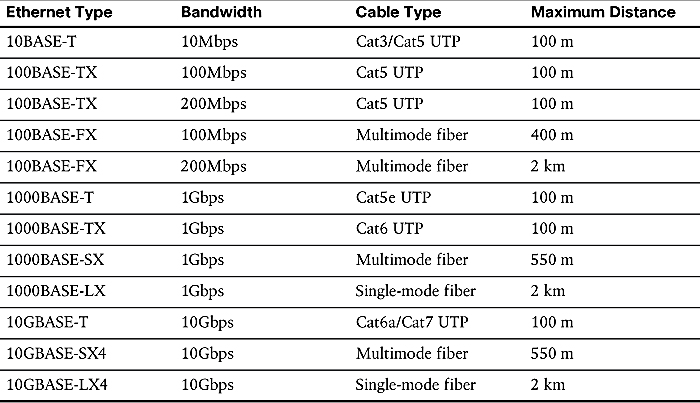 Ethernet Type Bandwidth Cable Type Maximum Distance
10BASE-T 10Mbps Cat3/Cat5 UTP 100 m
100BASE-TX 100Mbps Cat5 UTP 100 m
100BASE-TX 200Mbps Cat5 UTP 100 m
100BASE-FX 100Mbps Multimode fiber 400 m
100BASE-FX 200Mbps Multimode fiber 2 km
1000BASE-T 1Gbps Cat5e UTP 100 m
1000BASE-TX 1Gbps Cat6 UTP 100 m
1000BASE-SX 1Gbps Multimode fiber 550 m
1000BASE-LX 1Gbps Single-mode fiber 2 km
10GBASE-T 10Gbps Cat6a/Cat7 UTP 100 m
10GBASE-SX4 10Gbps Multimode fiber 550 m
10GBASE-LX4 10Gbps Single-mode fiber 2 km